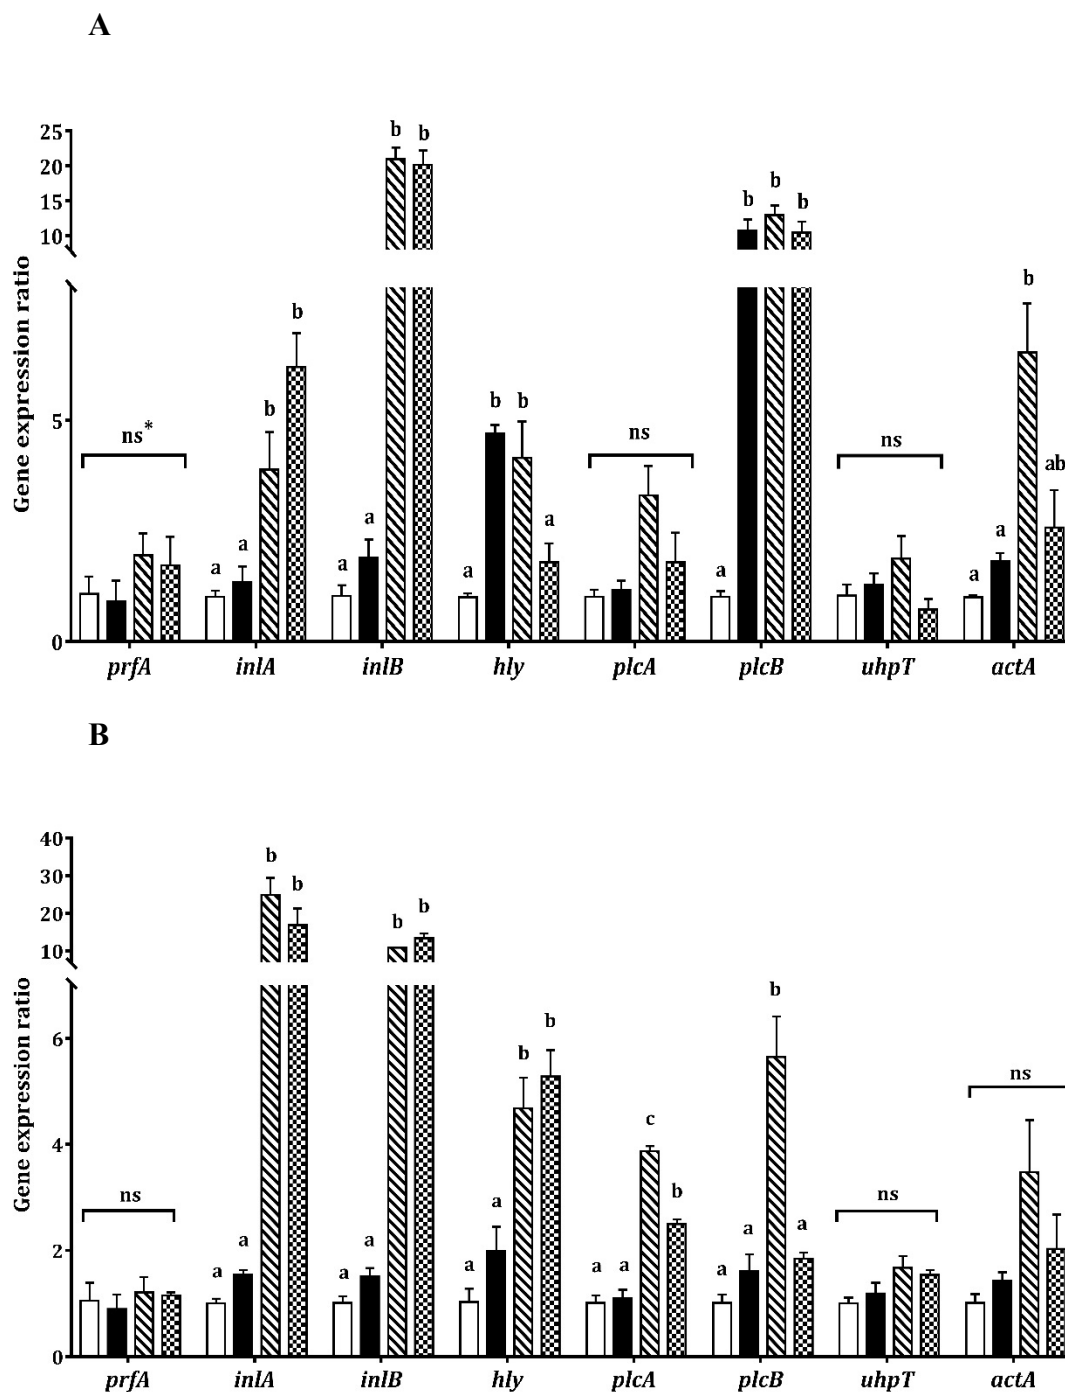 A
b b
25
20
15
10
b b b
b
b
b
b b
ab
5
ns*
ns
ns
a a
a a
a a
a
a a
0
prfA inlA inlB hly plcA plcB uhpT actA
Gene expression ratio
B
40
30
20
10
b b
b b
b
b b
6
4
2
0
c
b
ns
ns
ns
a a
a a
a a
a a
a a a
prfA inlA inlB hly plcA plcB uhpT actA
Gene expression ratio